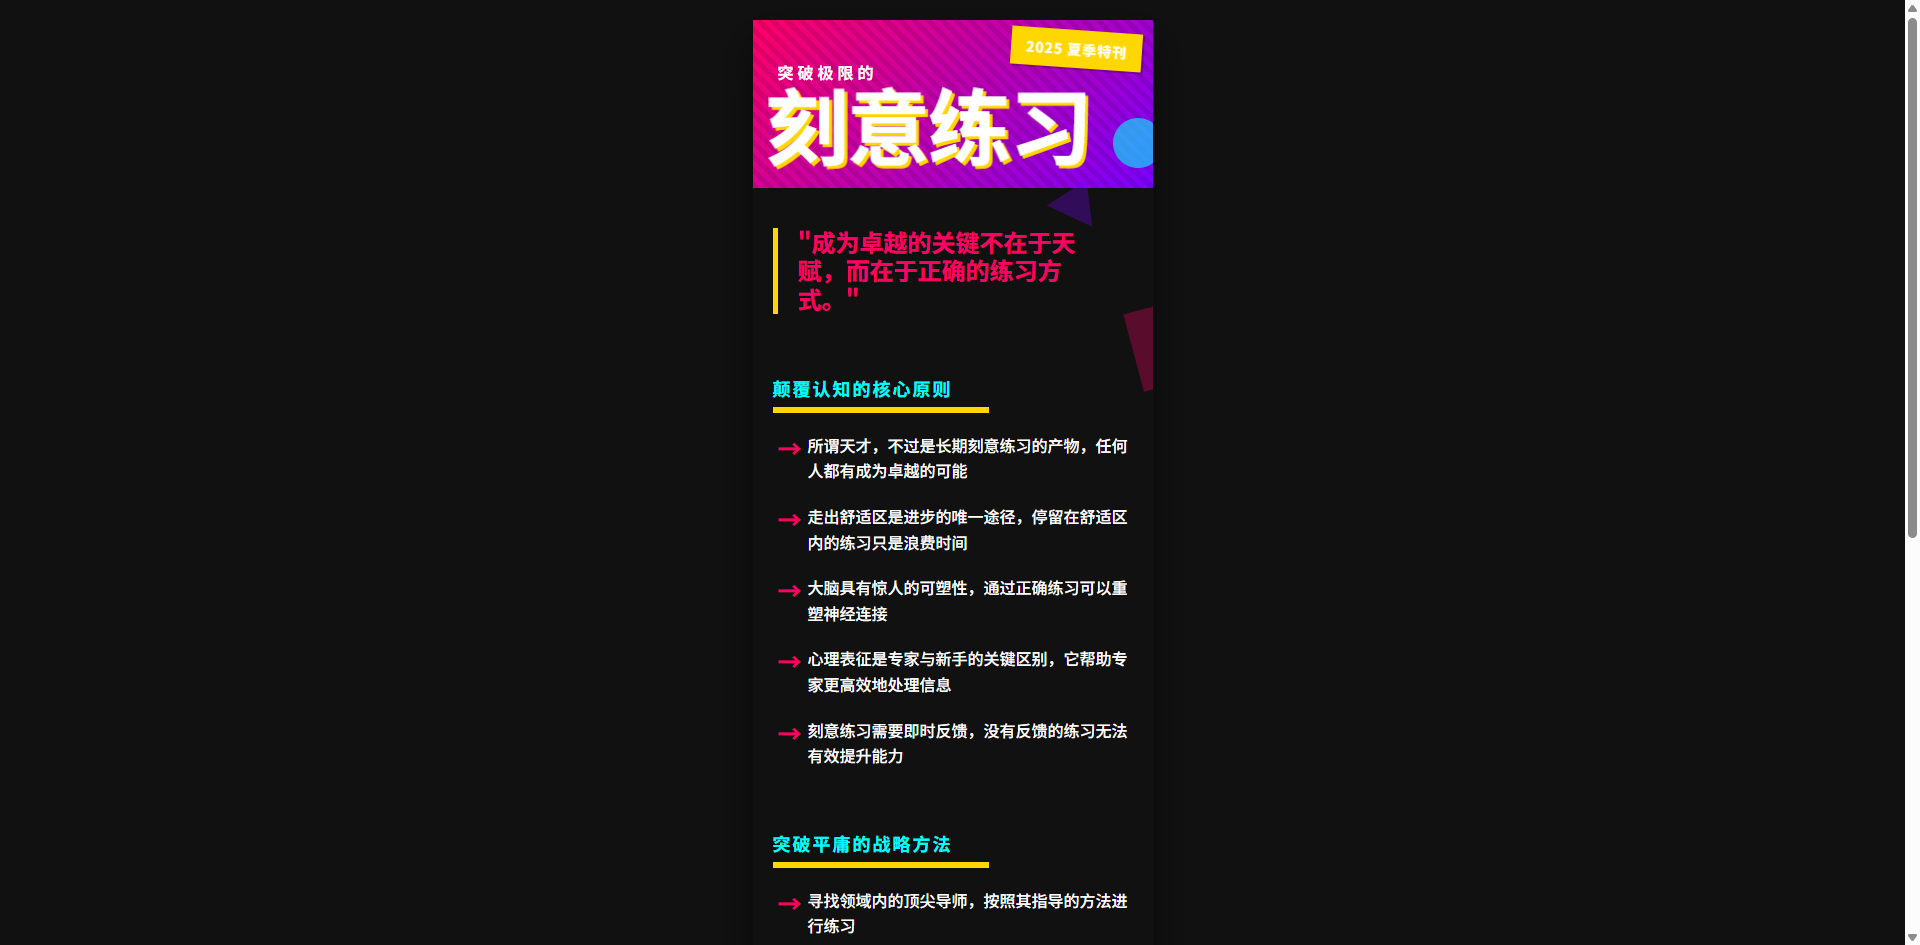 2025 夏季特刊
突破极限的
刻意练习
"成为卓越的关键不在于天
赋，而在于正确的练习方
式。"
颠覆认知的核心原则
→ 所谓天才，不过是长期刻意练习的产物，任何
人都有成为卓越的可能
→ 走出舒适区是进步的唯一途径，停留在舒适区
内的练习只是浪费时间
→ 大脑具有惊人的可塑性，通过正确练习可以重
塑神经连接
→ 心理表征是专家与新手的关键区别，它帮助专
家更高效地处理信息
→ 刻意练习需要即时反馈，没有反馈的练习无法
有效提升能力
突破平庸的战略方法
→ 寻找领域内的顶尖导师，按照其指导的方法进
行练习